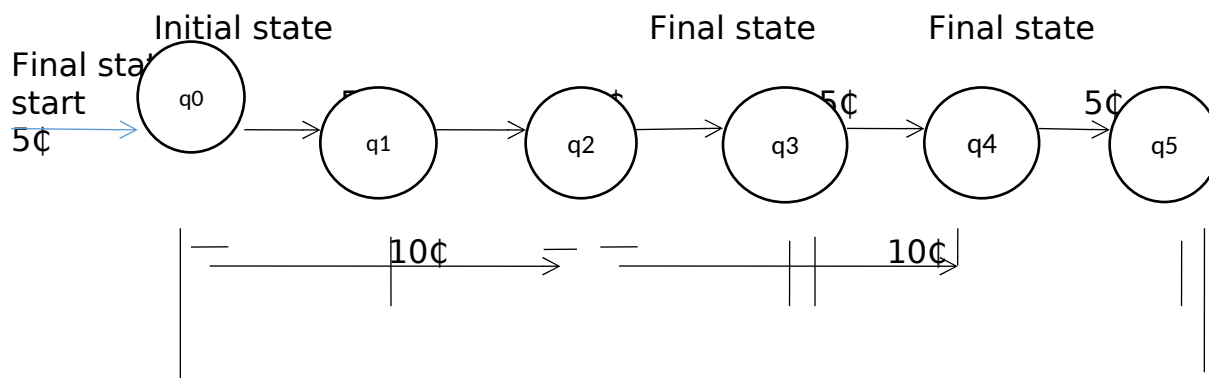 Initial state
Final state
Final state
Final stat
start
5¢
q0
q1
q2
q3
5¢
q4
5¢
q5
10¢
10¢